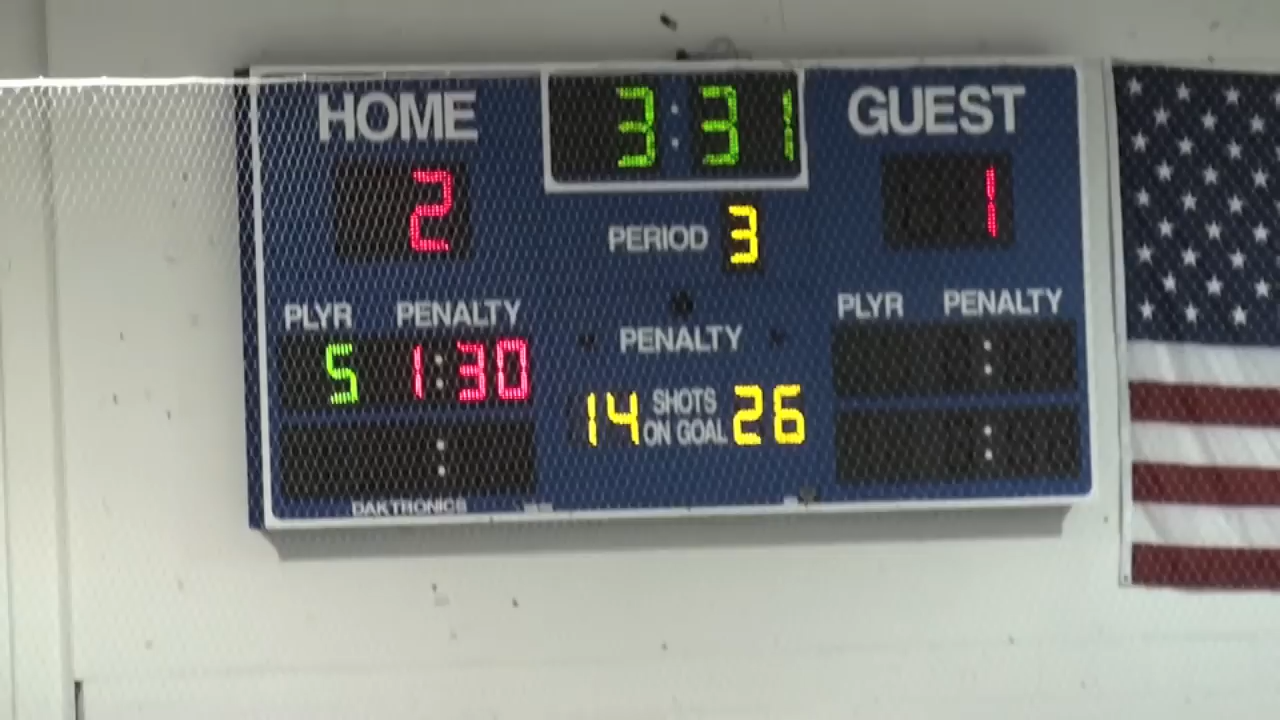 HOME 3:31 GUEST
2 1
PERIOD 3
PLYR PENALTY PLYR PENALTY
PENALTY
5 1:30 :
14 SHOTS ON GOAL 26
: :
DAKTRONICS